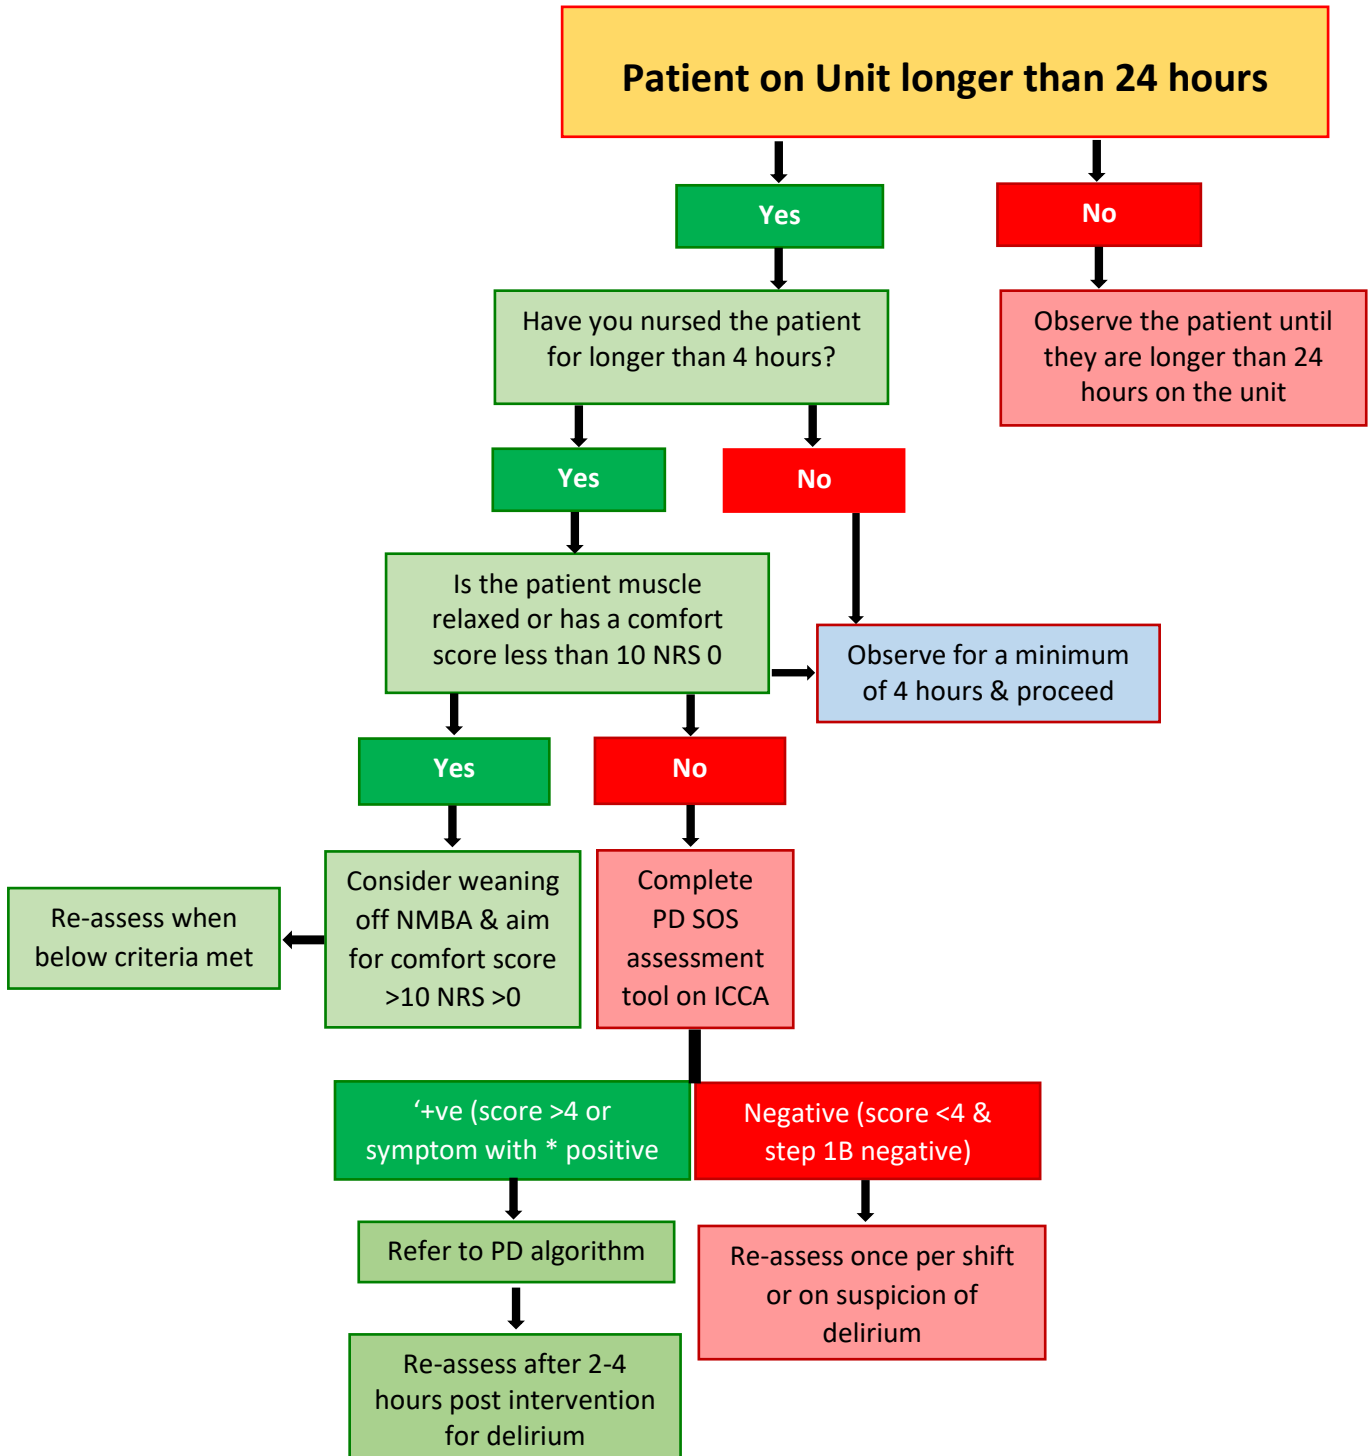 Patient on Unit longer than 24 hours
Yes
No
Have you nursed the patient
for longer than 4 hours?
Observe the patient until
they are longer than 24
hours on the unit
Yes
No
Is the patient muscle
relaxed or has a comfort
score less than 10 NRS 0
Observe for a minimum
of 4 hours & proceed
Yes
No
Re-assess when
below criteria met
Consider weaning
off NMBA & aim
for comfort score
>10 NRS >0
Complete
PD SOS
assessment
tool on ICCA
‘+ve (score >4 or
symptom with * positive
Negative (score <4 &
step 1B negative)
Refer to PD algorithm
Re-assess once per shift
or on suspicion of
delirium
Re-assess after 2-4
hours post intervention
for delirium